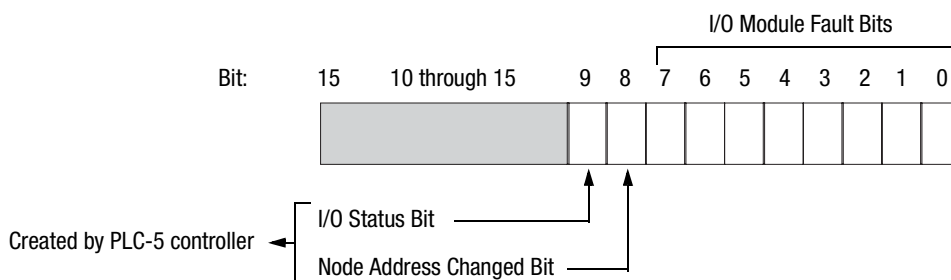 I/O Module Fault Bits
Bit: 15 10 through 15 9 8 7 6 5 4 3 2 1 0
I/O Status Bit
Created by PLC-5 controller
Node Address Changed Bit